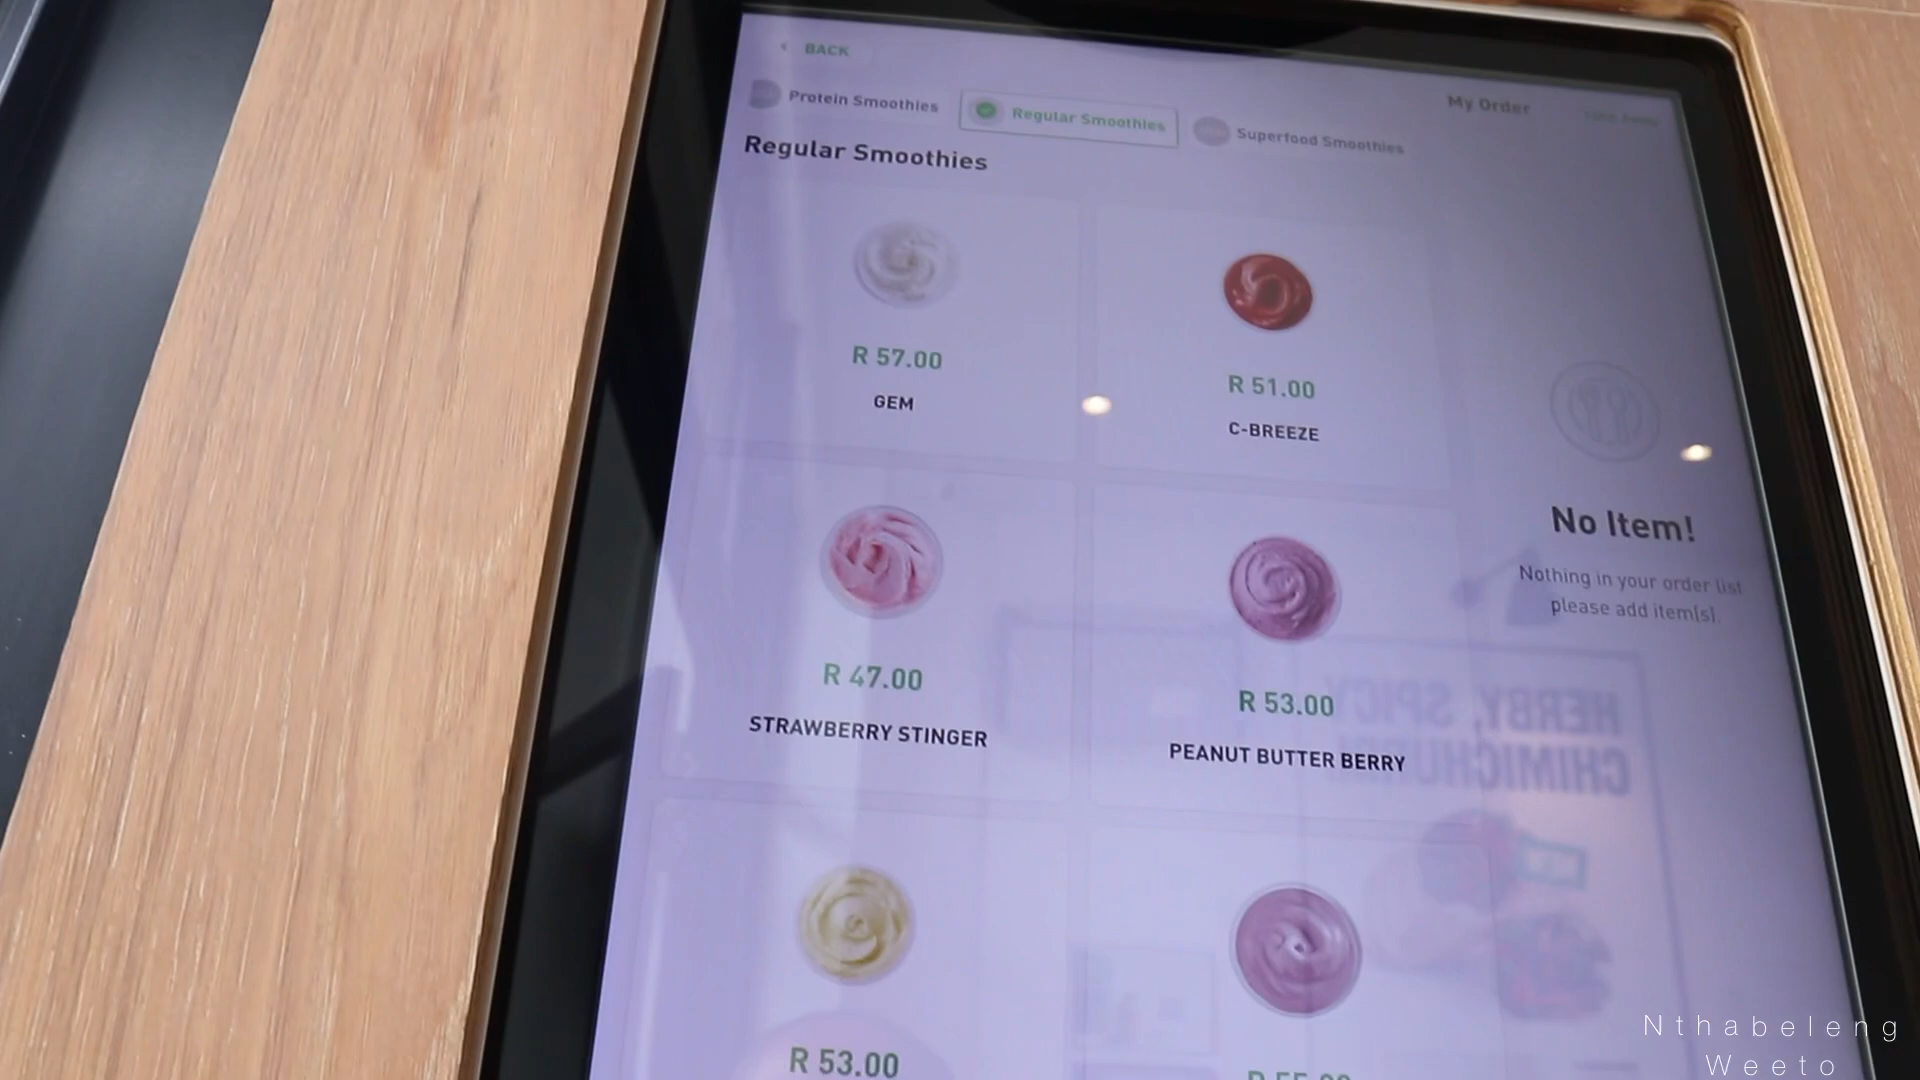 BACK
Protein Smoothies
Regular Smoothies
Superfood Smoothies
My Order
Regular Smoothies
R 57.00
GEM
R 51.00
C-BREEZE
R 47.00
STRAWBERRY STINGER
R 53.00
PEANUT BUTTER BERRY
R 53.00
No Item!
Nothing in your order list
please add item(s).
HERBY, SPICY
Nthabeleng
Weeto